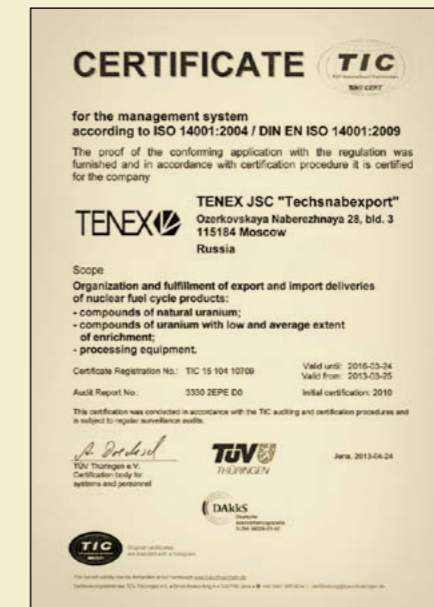 CERTIFICATE
TIC
TÜV CERT
for the management system
according to ISO 14001:2004 / DIN EN ISO 14001:2009
The proof of the conforming application with the regulation was
furnished and in accordance with certification procedure it is certified
for the company
TENEX
TENEX JSC "Techsnabexport"
Ozerkovskaya Naberezhnaya 28, bld. 3
115184 Moscow
Russia
Scope
Organization and fulfillment of export and import deliveries
of nuclear fuel cycle products:
- compounds of natural uranium;
- compounds of uranium with low and average extent
of enrichment;
- processing equipment.
Certificate Registration No.: TIC 15 104 10709
Valid until: 2016-03-24
Valid from: 2013-03-25
Audit Report No.: 3330 2EPE D0
Initial certification: 2010
This certification was conducted in accordance with the TIC auditing and certification procedures and
is subject to regular surveillance audits.
TÜV Thüringen e.V.
Certification body for
systems and personnel
TÜV
THÜRINGEN
Jena, 2013-04-24
DAkkS
Deutsche
Akkreditierungsstelle
TIC
Original certificates